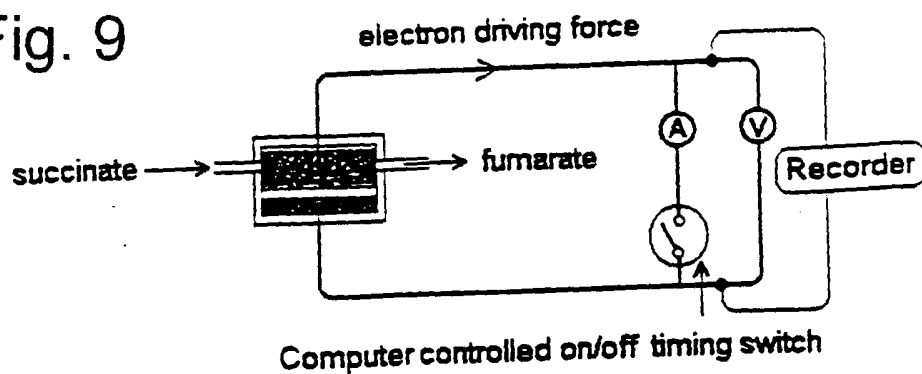 Fig. 9
electron driving force
succinate
fumarate
A
V
Recorder
Computer controlled on/off timing switch